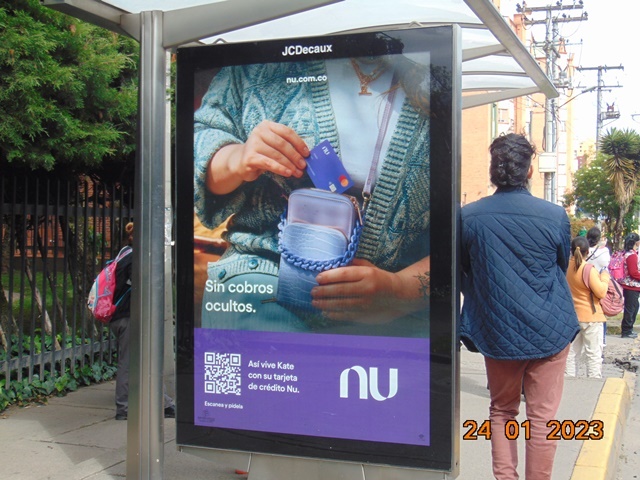 JCDecaux
nu.com.co
nu
Sin cobros
ocultos.
Así vive Kate
con su tarjeta
de crédito Nu.
Escanea y pídela
nu
24 01 2023